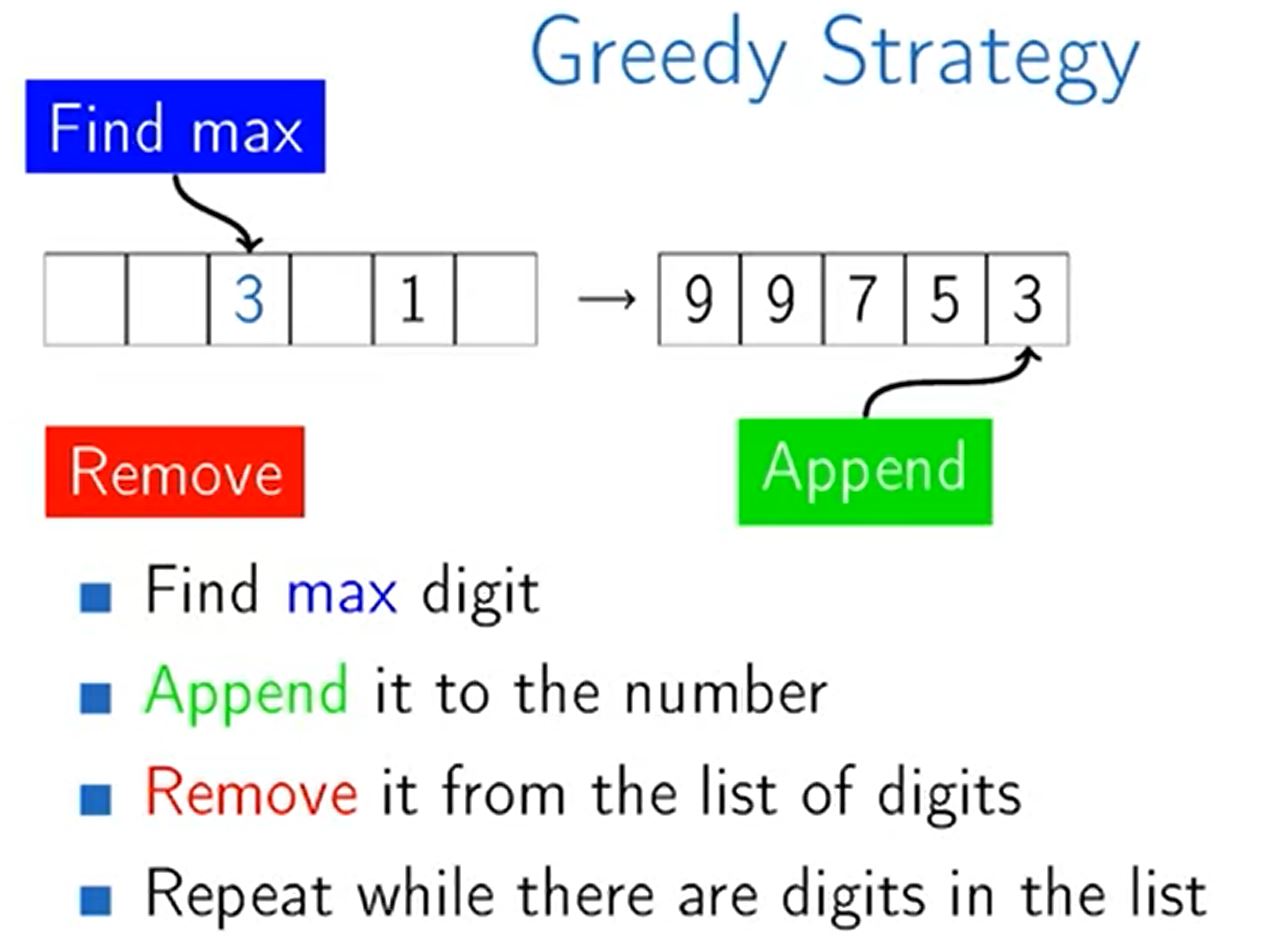 Greedy Strategy
Find max
3 1 → 9 9 7 5 3
Remove
Append
Find max digit
Append it to the number
Remove it from the list of digits
Repeat while there are digits in the list